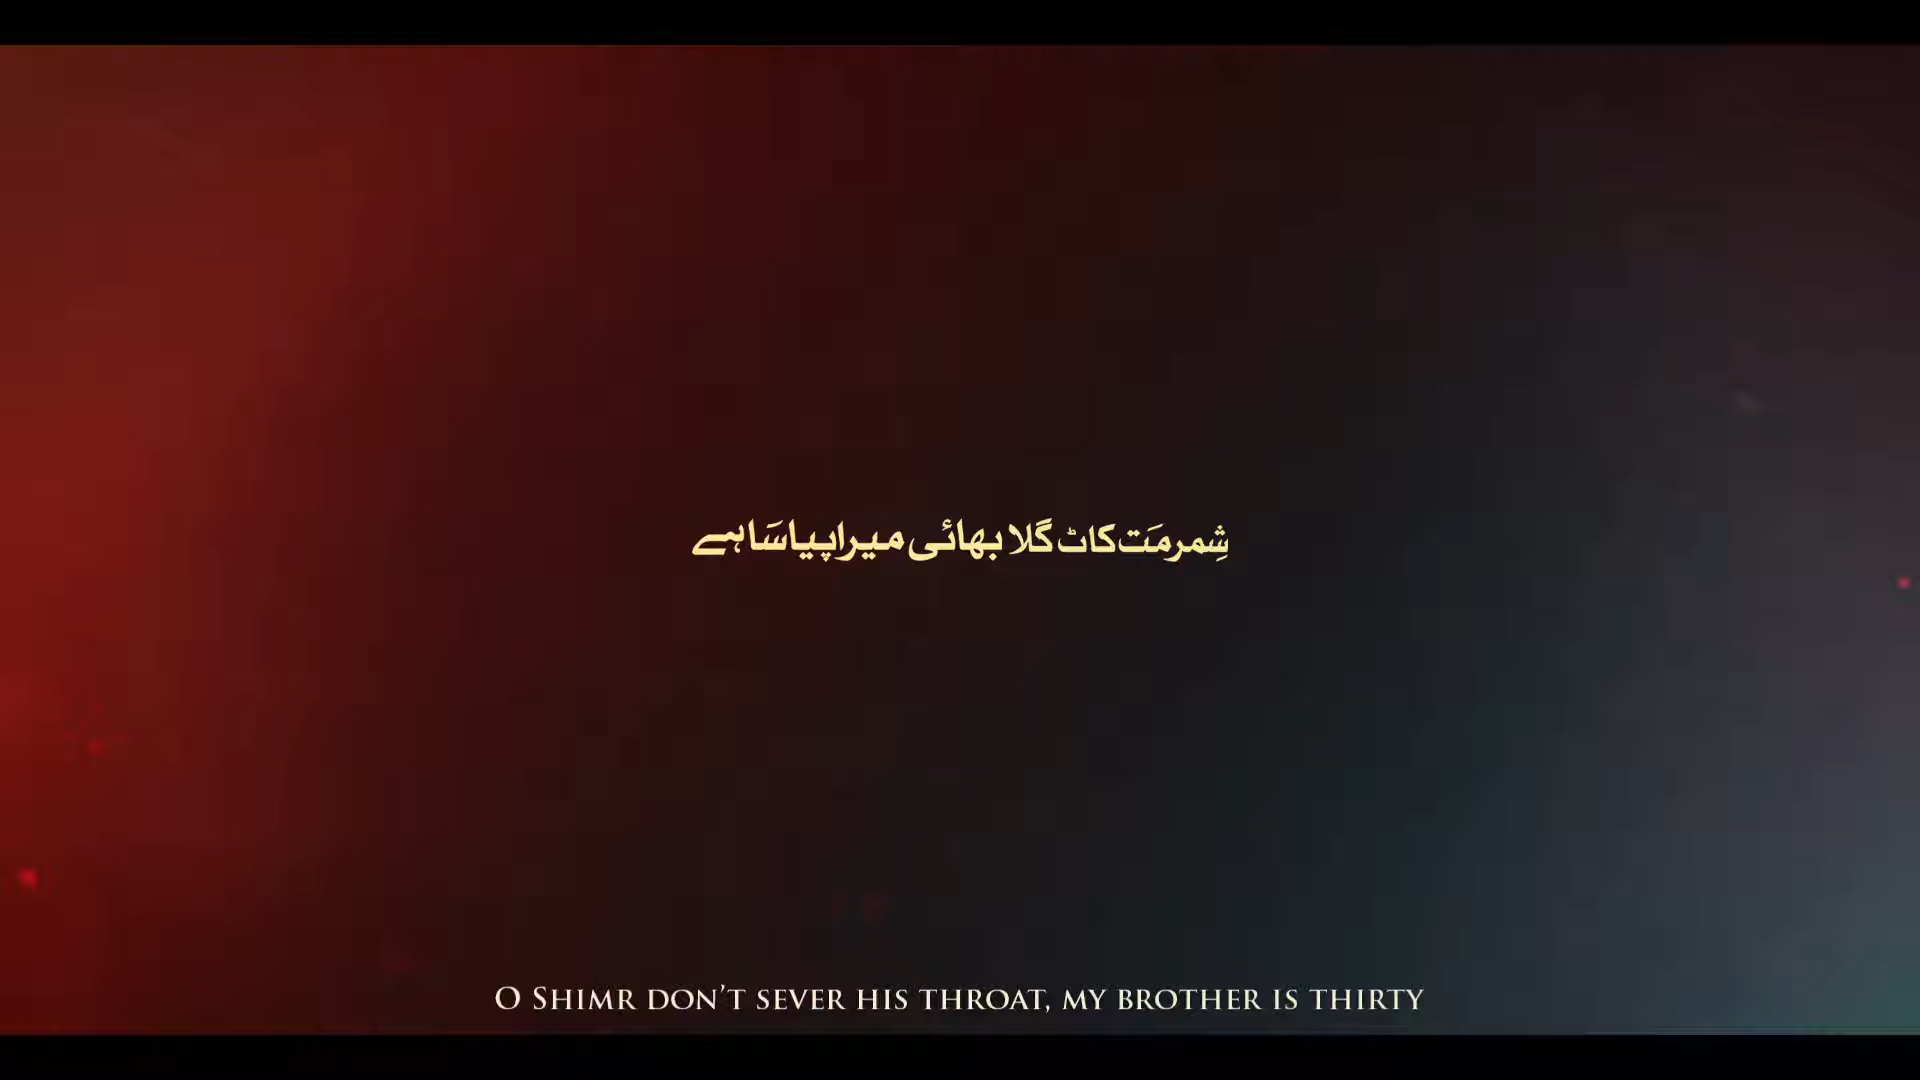 شِمر مَت کاٹ گلا بھائی میرا پیاسَا ہے
O SHIMR DON'T SEVER HIS THROAT, MY BROTHER IS THIRTY